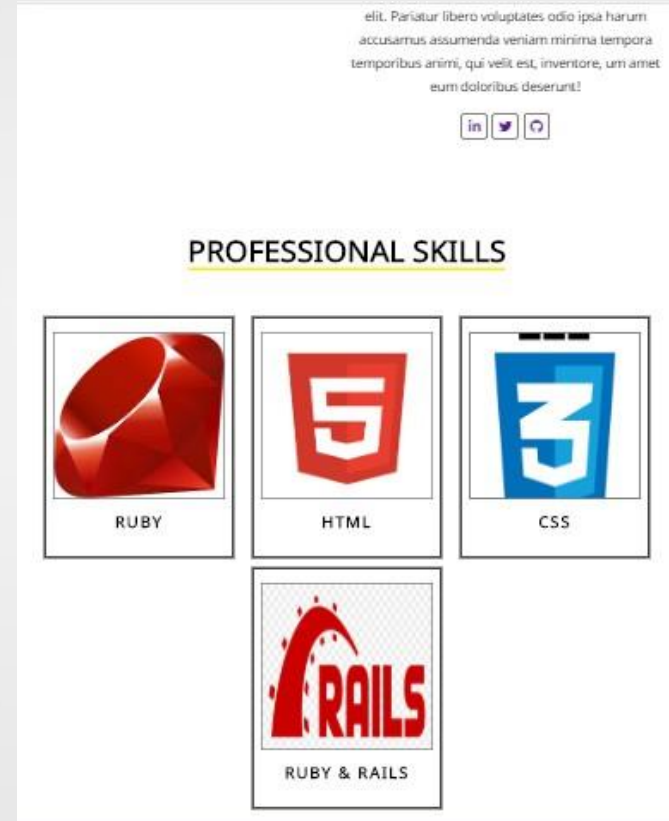 elit. Pariatur libero voluptates odio ipsa harum
accusamus assumenda veniam minima tempora
temporibus animi, qui velit est, inventore, um amet
eum doloribus deserunt!
in
PROFESSIONAL SKILLS
5
3
RUBY
HTML
CSS
RAILS
RUBY & RAILS